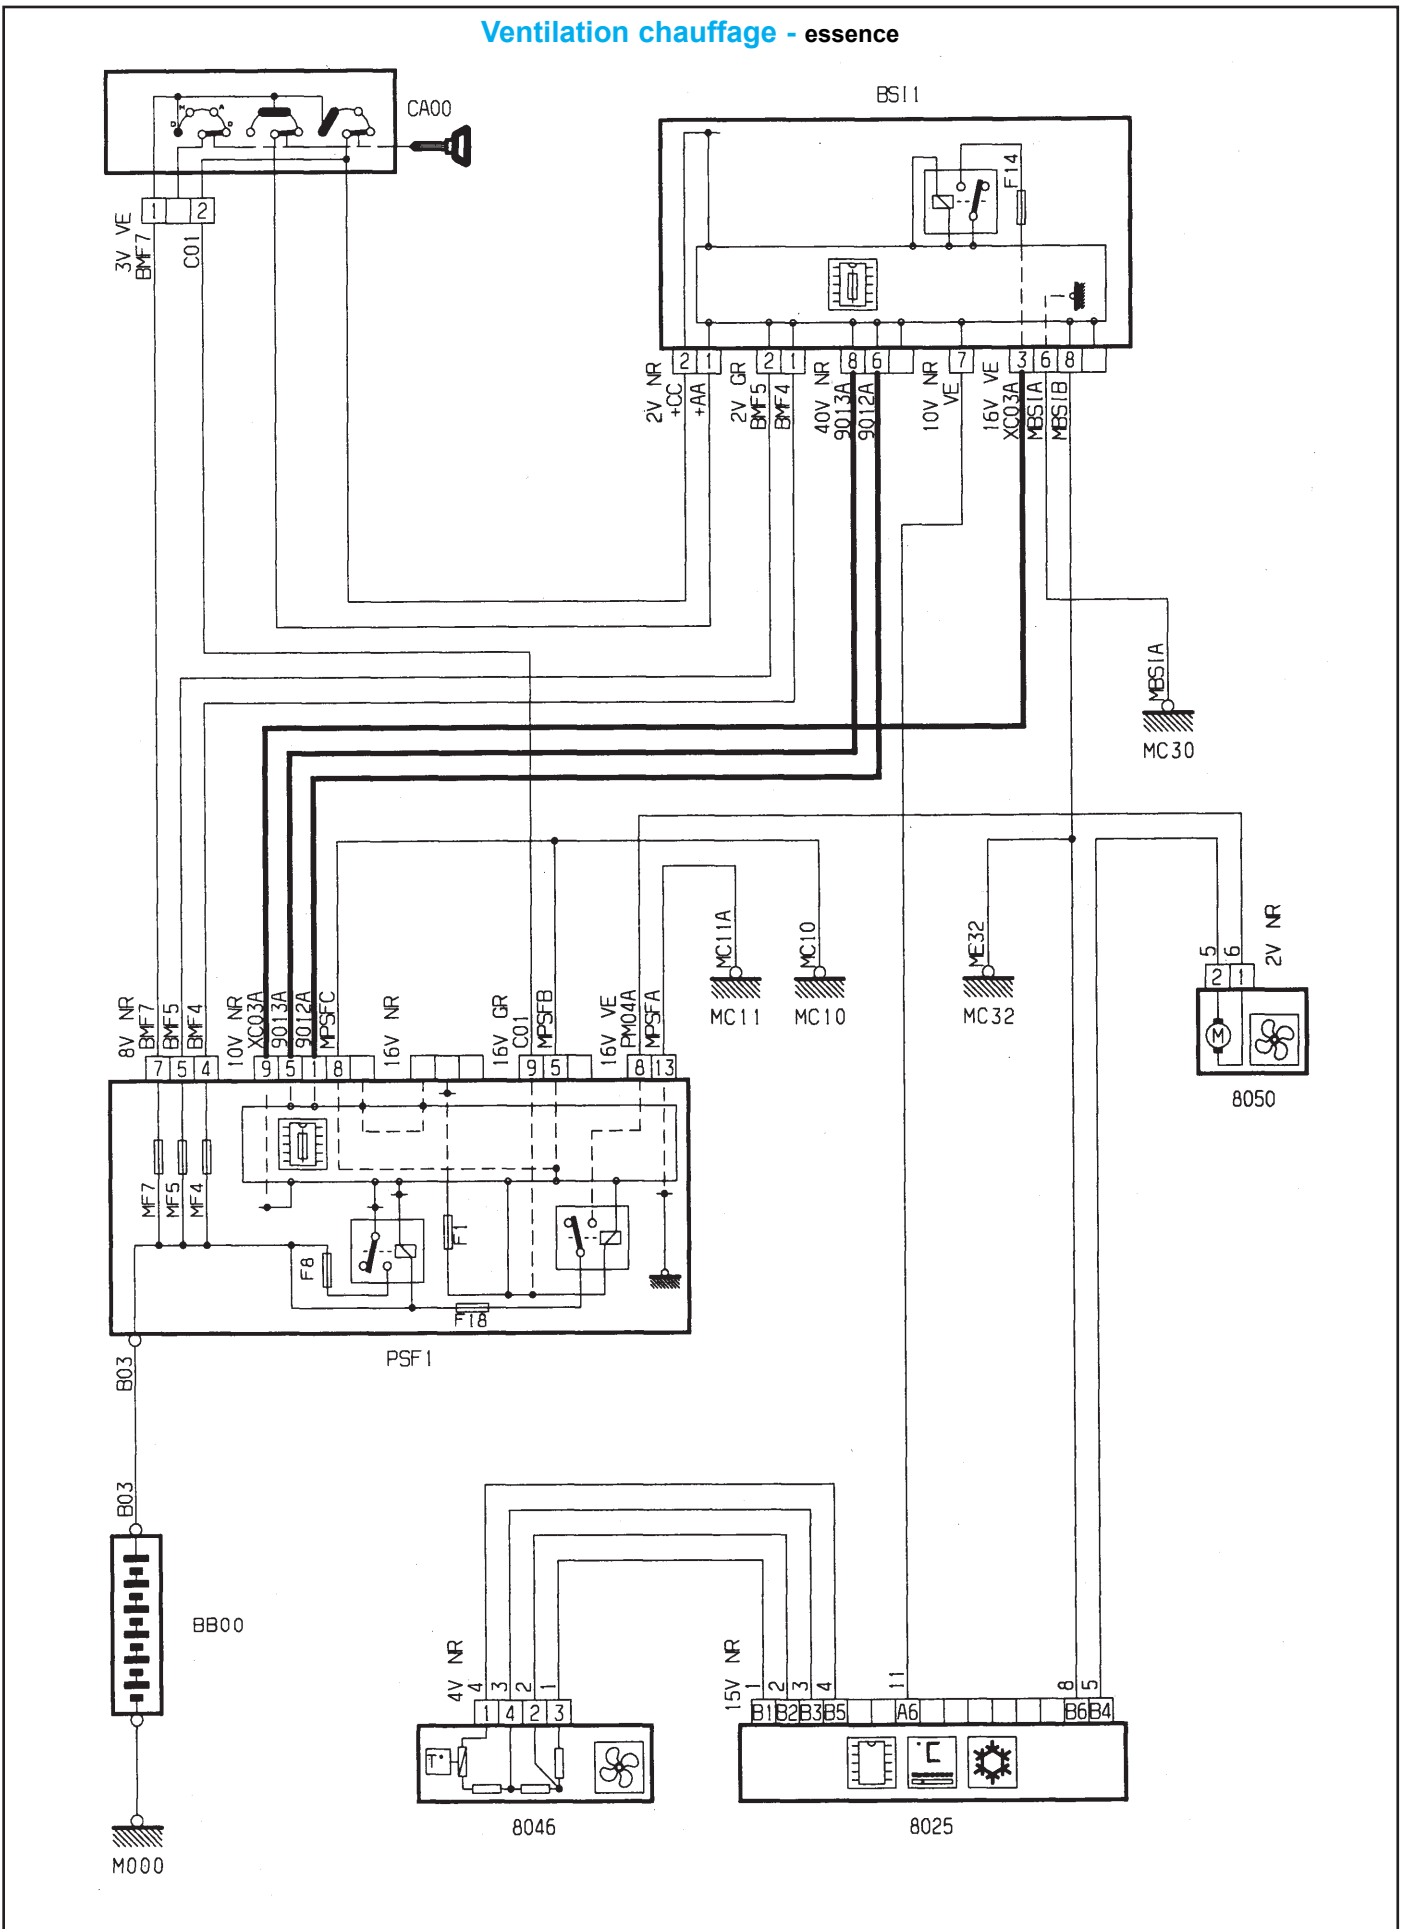 Ventilation chauffage - essence
CA00
M
A
D
D
1
2
3V VE
BMF7
C01
BSI1
F14
2
1
2
1
8
6
7
3
6
8
2V NR
+CC
+AA
2V GR
BMF5
BMF4
40V NR
9013A
9012A
10V NR
VE
16V VE
XC03A
MBSIA
MBSIB
MBSIA
MC30
MC11A
MC11
MC10
MC10
ME32
MC32
5
6
2V NR
2
1
M
8050
8V NR
BMF7
BMF5
BMF4
10V NR
XC03A
9013A
9012A
MPSFC
16V NR
16V GR
C01
MPSFB
16V VE
PM04A
MPSFA
7
5
4
9
5
1
8
9
5
8
13
MF7
MF5
MF4
F8
F1
F18
PSF1
B03
B03
BB00
M000
4V NR
4
3
2
1
1
4
2
3
T°
8046
15V NR
1
2
3
4
11
8
5
B1
B2
B3
B5
A6
B6
B4
°C
8025